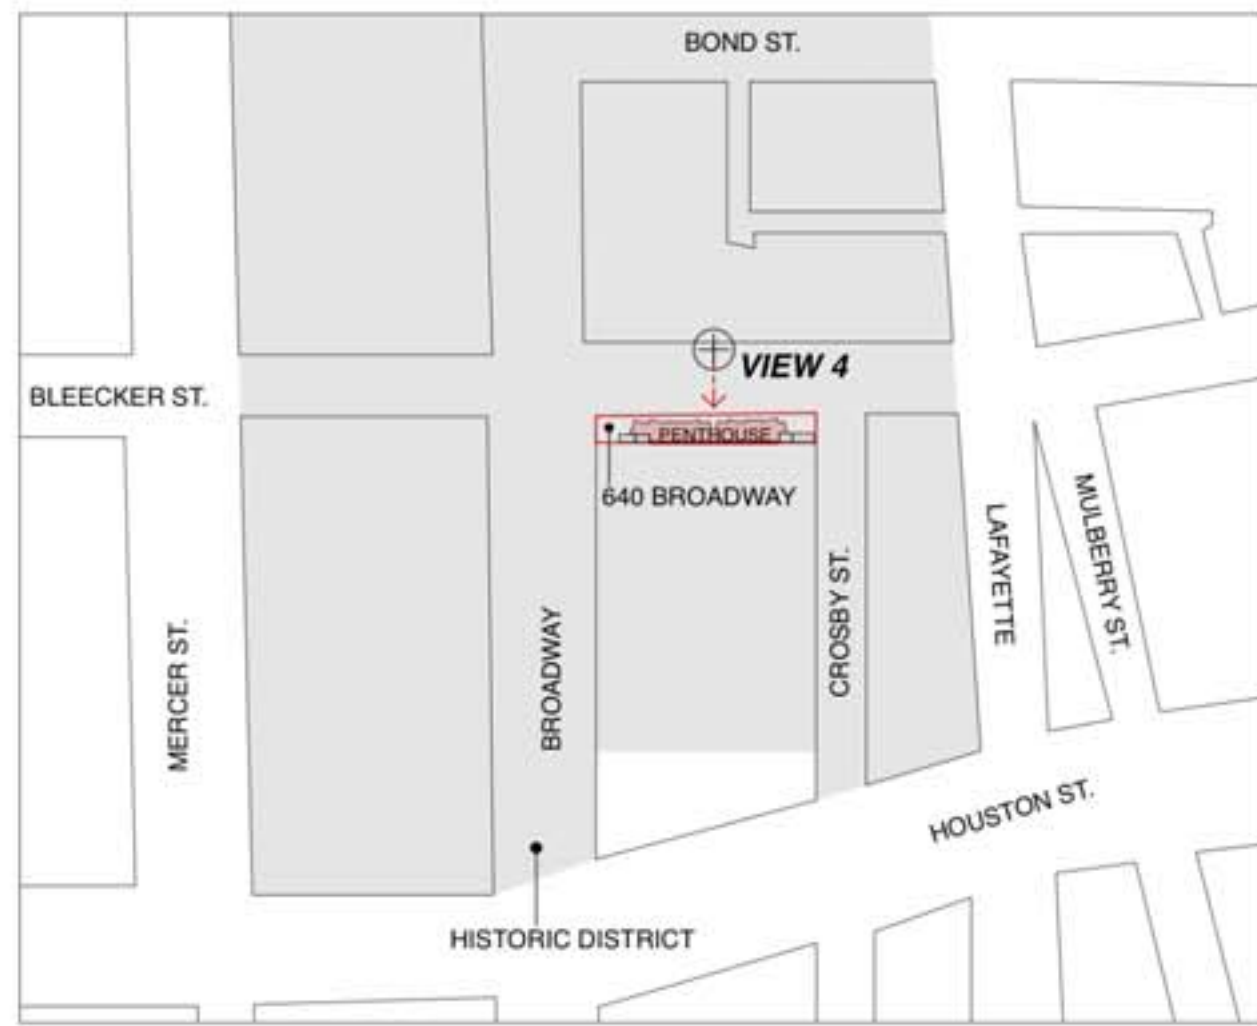 BOND ST.
VIEW 4
BLEECKER ST.
PENTHOUSE
640 BROADWAY
MERCER ST.
BROADWAY
CROSBY ST.
LAFAYETTE
MULBERRY ST.
HOUSTON ST.
HISTORIC DISTRICT